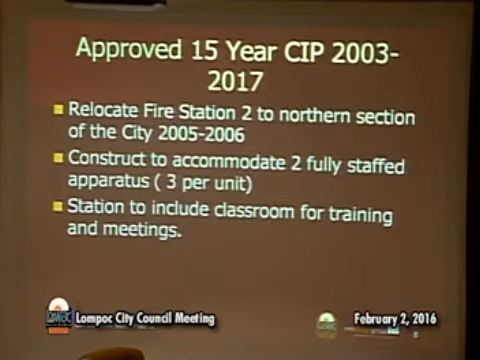 Approved 15 Year CIP 2003-
2017
Relocate Fire Station 2 to northern section
of the City 2005-2006
Construct to accommodate 2 fully staffed
apparatus ( 3 per unit)
Station to include classroom for training
and meetings.
Lompoc City Council Meeting
February 2, 2016